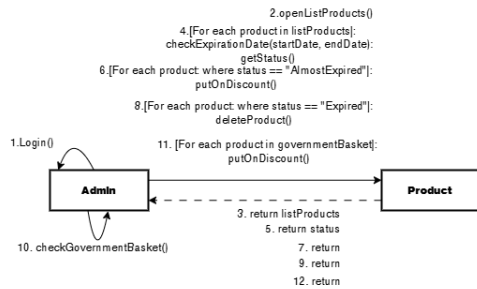 2.openListProducts()
4.[For each product in listProducts|:
checkExpirationDate(startDate, endDate):
getStatus()
6.[For each product: where status == "AlmostExpired"|:
putOnDiscount()
8.[For each product: where status == "Expired"|:
deleteProduct()
1.Login()
11. [For each product in governmentBasket|:
putOnDiscount()
Admin
Product
3. return listProducts
5. return status
10. checkGovernmentBasket()
7. return
9. return
12. return